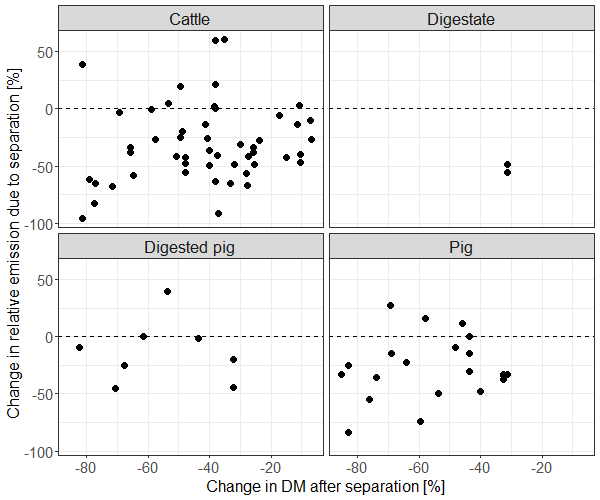 Cattle
Digestate
50
0
-50
-100
Digested pig
Pig
50
0
-50
-100
-80
-60
-40
-20
-80
-60
-40
-20
Change in DM after separation [%]
Change in relative emission due to separation [%]